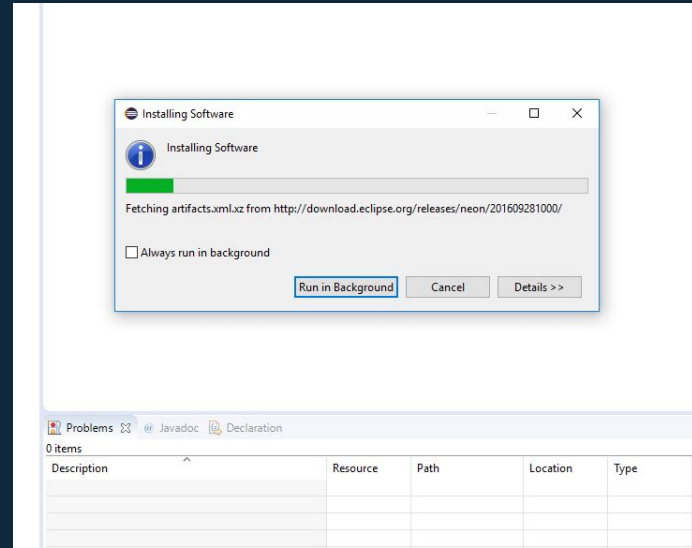 Installing Software
Installing Software
Fetching artifacts.xml.xz from http://download.eclipse.org/releases/neon/201609281000/
Always run in background
Run in Background Cancel Details >>
Problems @ Javadoc Declaration
0 items
Description Resource Path Location Type